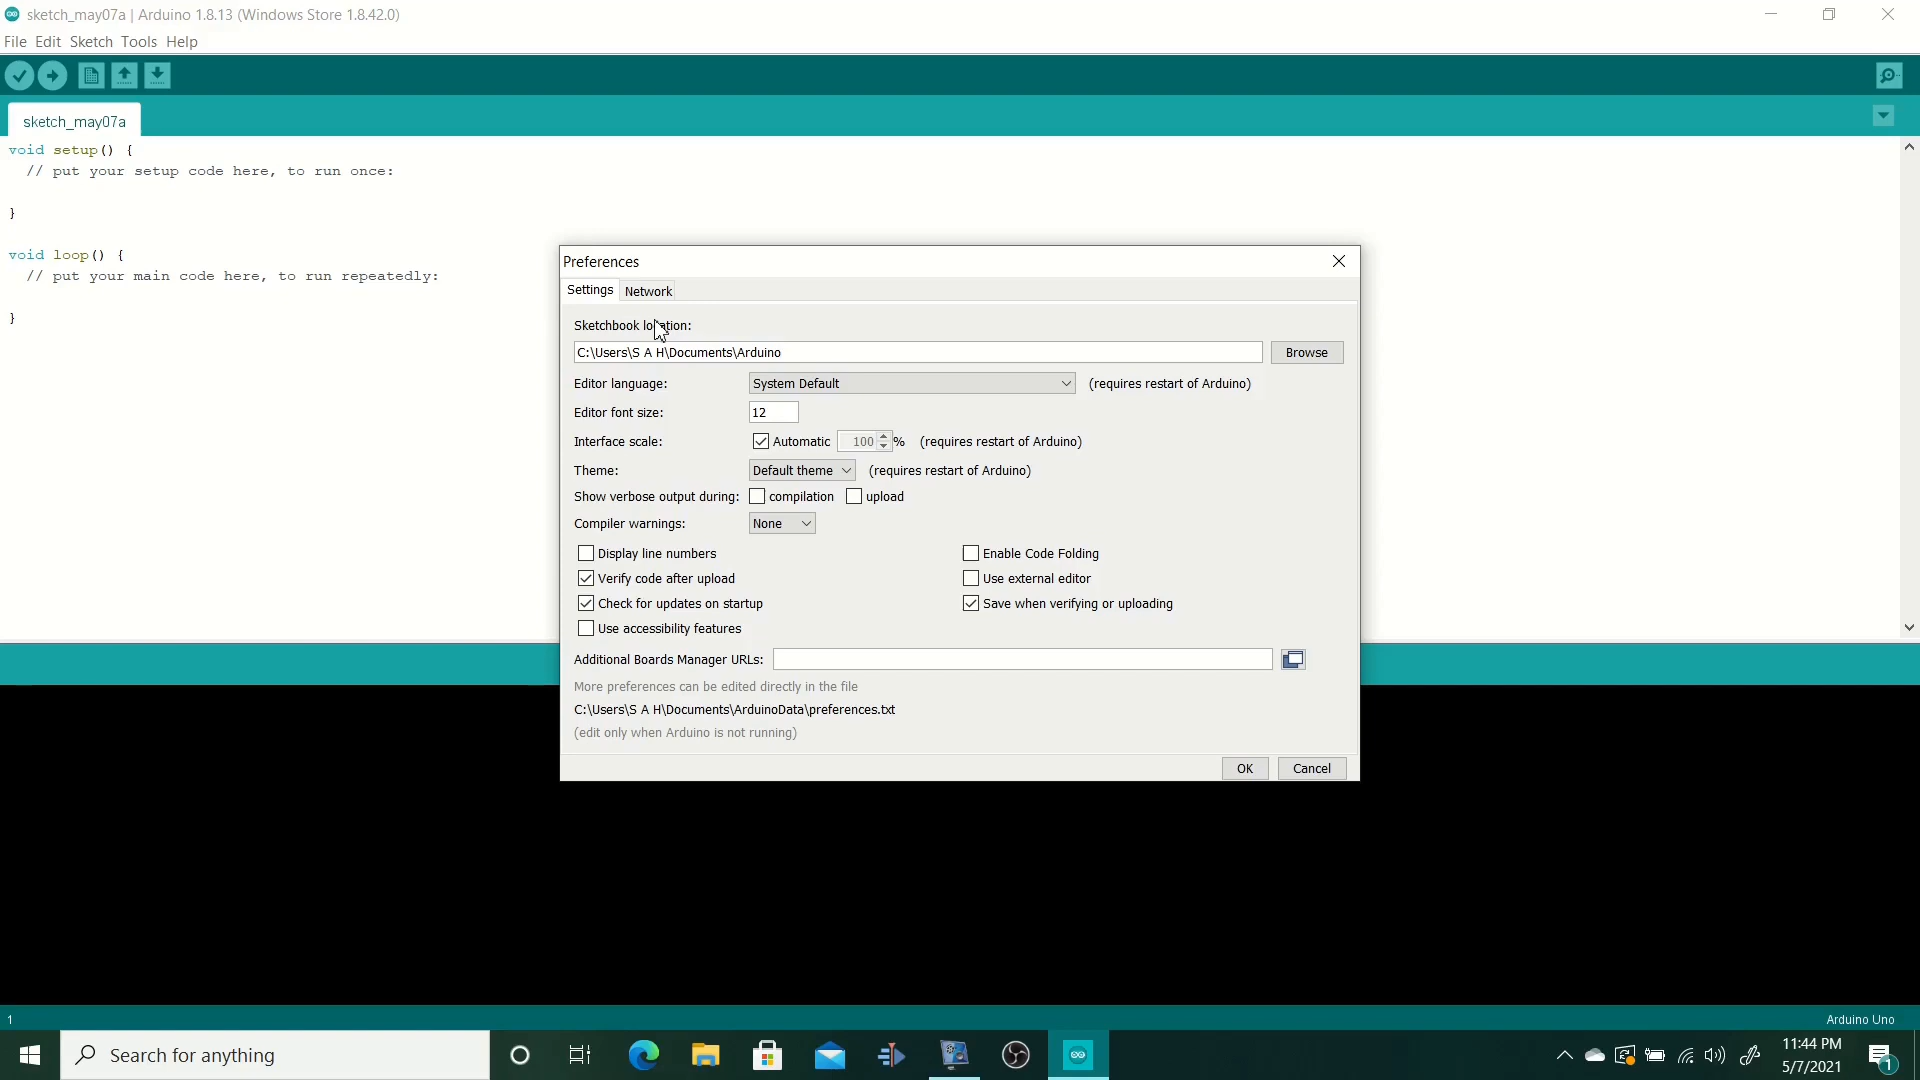 sketch_may07a | Arduino 1.8.13 (Windows Store 1.8.42.0)
File Edit Sketch Tools Help
sketch_may07a
void setup() {
// put your setup code here, to run once:
}
void loop() {
// put your main code here, to run repeatedly:
}
Preferences
Settings Network
Sketchbook location:
C:\Users\S A H\Documents\Arduino Browse
Editor language: System Default (requires restart of Arduino)
Editor font size: 12
Interface scale: Automatic 100 % (requires restart of Arduino)
Theme: Default theme (requires restart of Arduino)
Show verbose output during: compilation upload
Compiler warnings: None
Display line numbers Enable Code Folding
Verify code after upload Use external editor
Check for updates on startup Save when verifying or uploading
Use accessibility features
Additional Boards Manager URLs:
More preferences can be edited directly in the file
C:\Users\S A H\Documents\ArduinoData\preferences.txt
(edit only when Arduino is not running)
OK Cancel
1 Arduino Uno
Search for anything
11:44 PM
5/7/2021
1